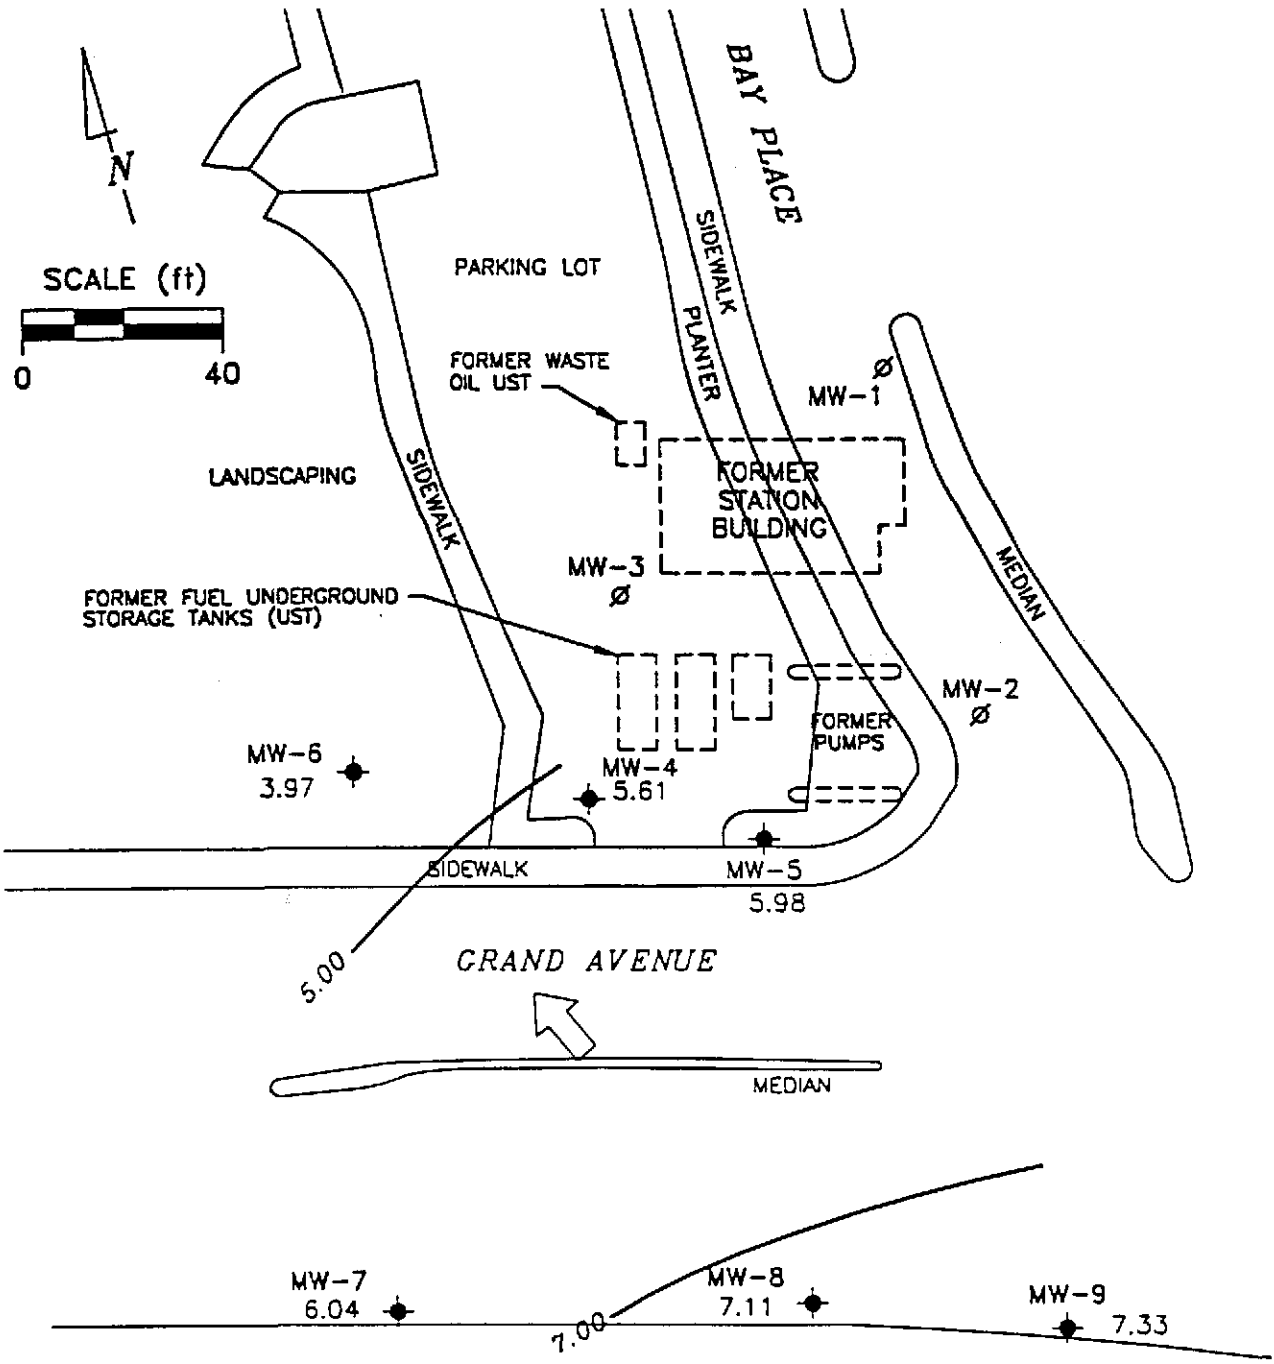 BAY PLACE
N
SCALE (ft)
0 40
PARKING LOT
SIDEWALK
PLANTER
FORMER WASTE
OIL UST
MW-1
LANDSCAPING
SIDEWALK
FORMER
STATION
BUILDING
MEDIAN
MW-3
FORMER FUEL UNDERGROUND
STORAGE TANKS (UST)
MW-2
FORMER
PUMPS
MW-6
3.97
MW-4
5.61
SIDEWALK
MW-5
5.98
5.00
GRAND AVENUE
MEDIAN
MW-7
6.04
MW-8
7.11
MW-9
7.33
7.00